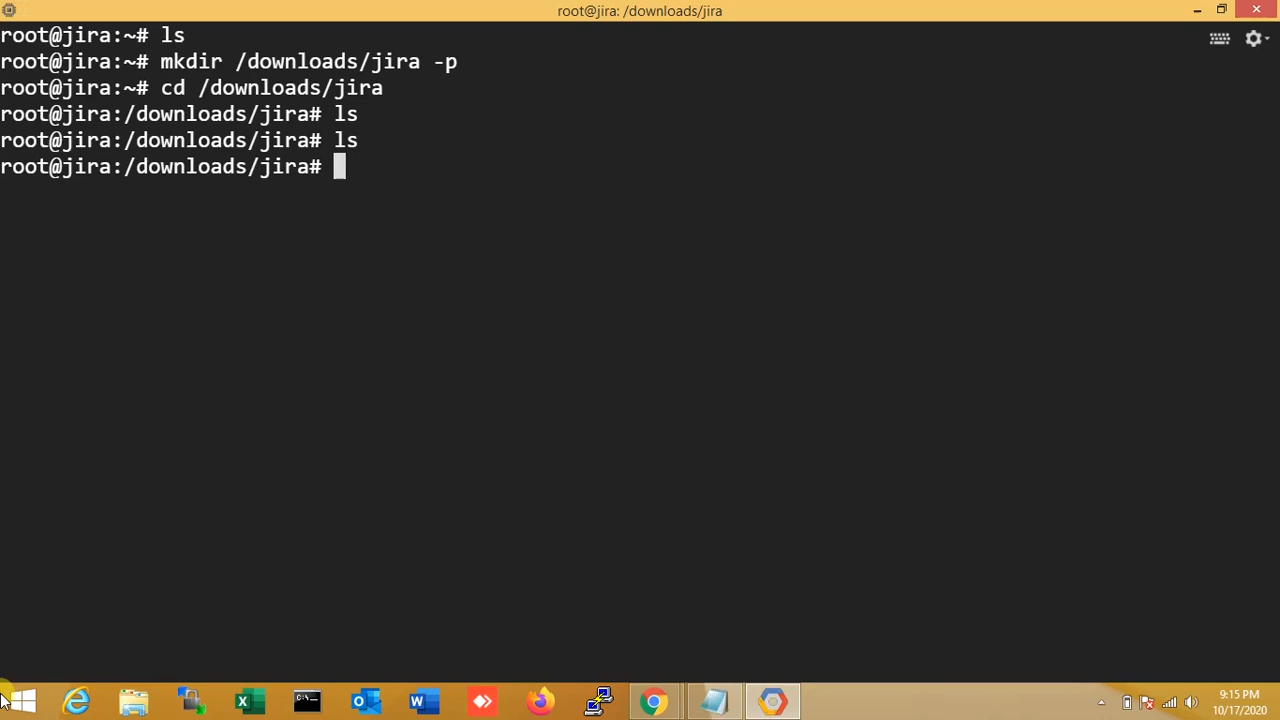 root@jira: /downloads/jira
root@jira:~# ls
root@jira:~# mkdir /downloads/jira -p
root@jira:~# cd /downloads/jira
root@jira:/downloads/jira# ls
root@jira:/downloads/jira# ls
root@jira:/downloads/jira#
C:\_
9:15 PM
10/17/2020